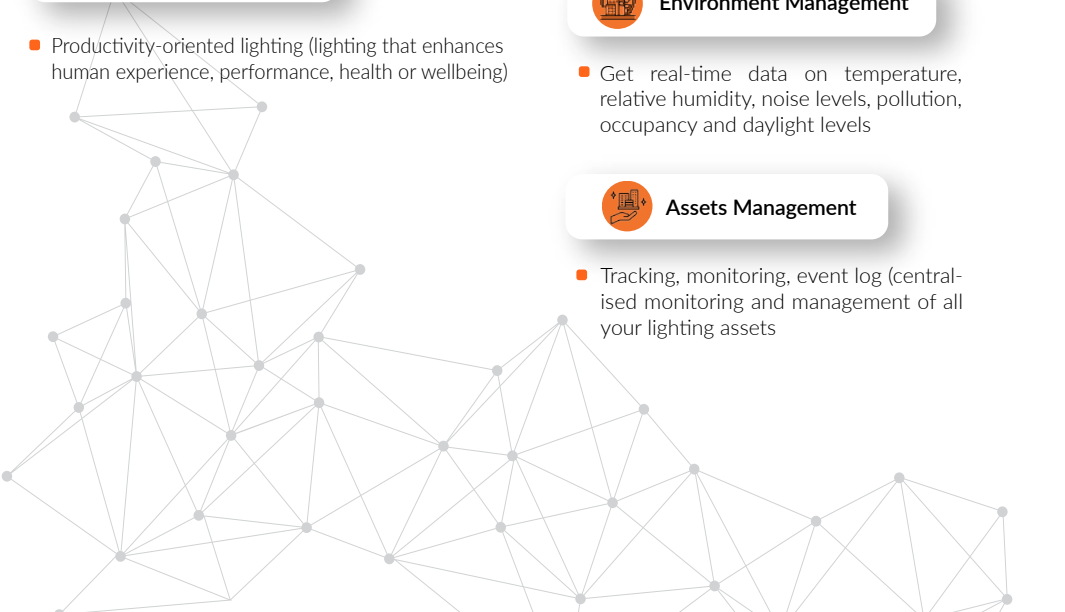 Productivity-oriented lighting (lighting that enhances
human experience, performance, health or wellbeing)
Environment Management
Get real-time data on temperature,
relative humidity, noise levels, pollution,
occupancy and daylight levels
Assets Management
Tracking, monitoring, event log (central-
ised monitoring and management of all
your lighting assets